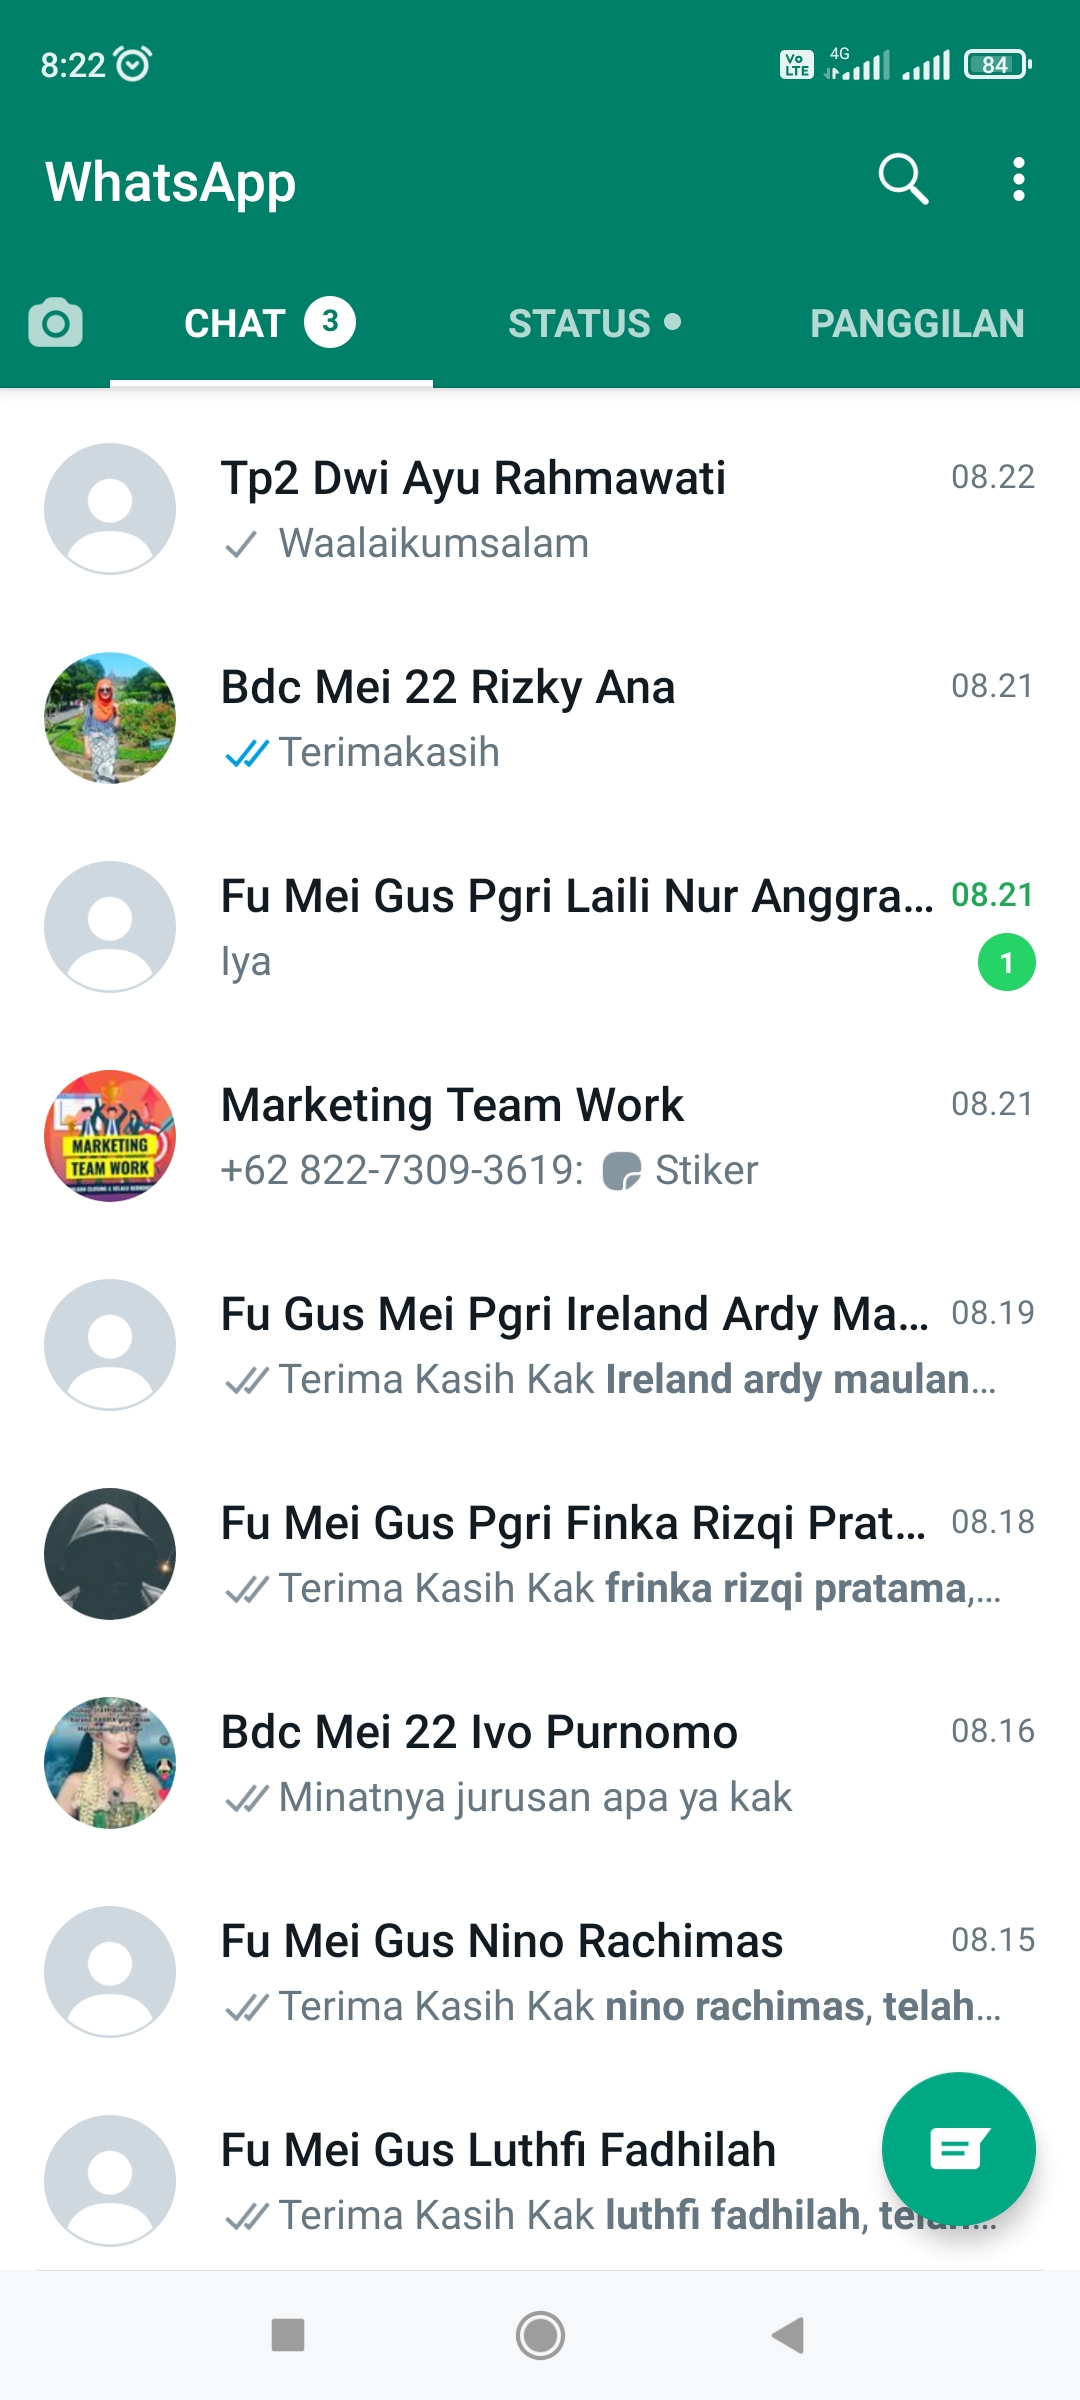 8:22
Vo LTE 4G 84
WhatsApp
CHAT 3 STATUS PANGGILAN
Tp2 Dwi Ayu Rahmawati 08.22
Waalaikumsalam
Bdc Mei 22 Rizky Ana 08.21
Terimakasih
Fu Mei Gus Pgri Laili Nur Anggra... 08.21
Iya 1
Marketing Team Work 08.21
MARKETING
TEAM WORK
+62 822-7309-3619: Stiker
Fu Gus Mei Pgri Ireland Ardy Ma... 08.19
Terima Kasih Kak Ireland ardy maulan...
Fu Mei Gus Pgri Finka Rizqi Prat... 08.18
Terima Kasih Kak frinka rizqi pratama,...
Bdc Mei 22 Ivo Purnomo 08.16
Minatnya jurusan apa ya kak
Fu Mei Gus Nino Rachimas 08.15
Terima Kasih Kak nino rachimas, telah...
Fu Mei Gus Luthfi Fadhilah
Terima Kasih Kak luthfi fadhilah, telah...